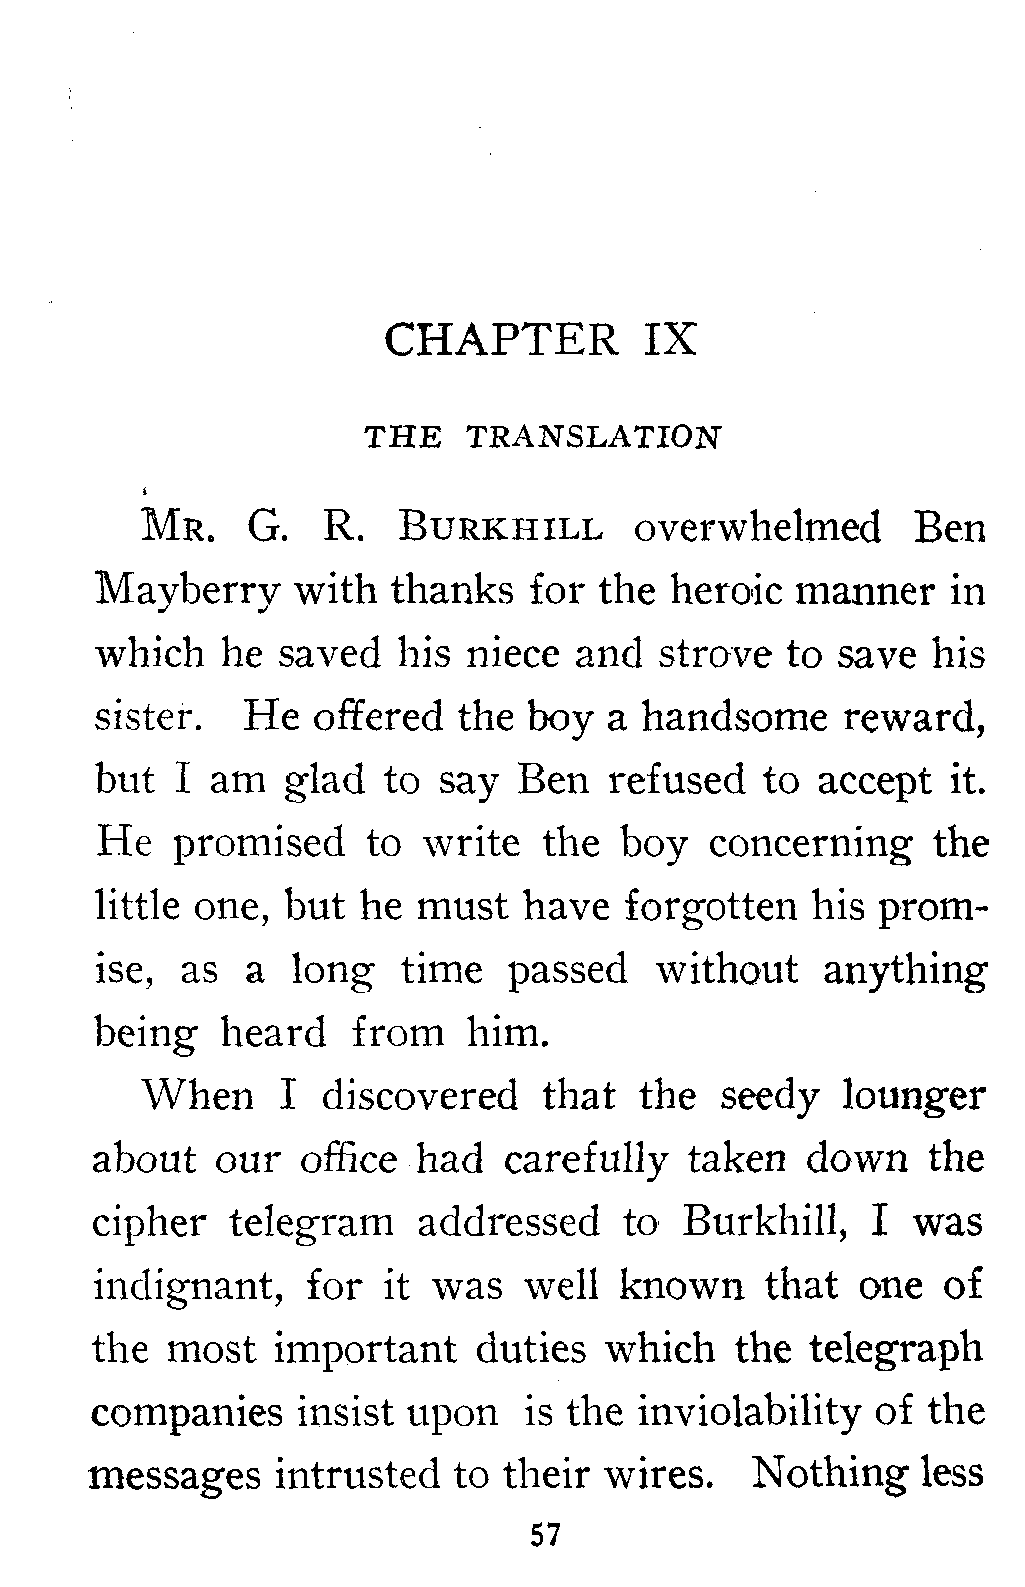 CHAPTER IX
THE TRANSLATION
MR. G. R. BURKHILL overwhelmed Ben
Mayberry with thanks for the heroic manner in
which he saved his niece and strove to save his
sister. He offered the boy a handsome reward,
but I am glad to say Ben refused to accept it.
He promised to write the boy concerning the
little one, but he must have forgotten his prom-
ise, as a long time passed without anything
being heard from him.
When I discovered that the seedy lounger
about our office had carefully taken down the
cipher telegram addressed to Burkhill, I was
indignant, for it was well known that one of
the most important duties which the telegraph
companies insist upon is the inviolability of the
messages intrusted to their wires. Nothing less
57